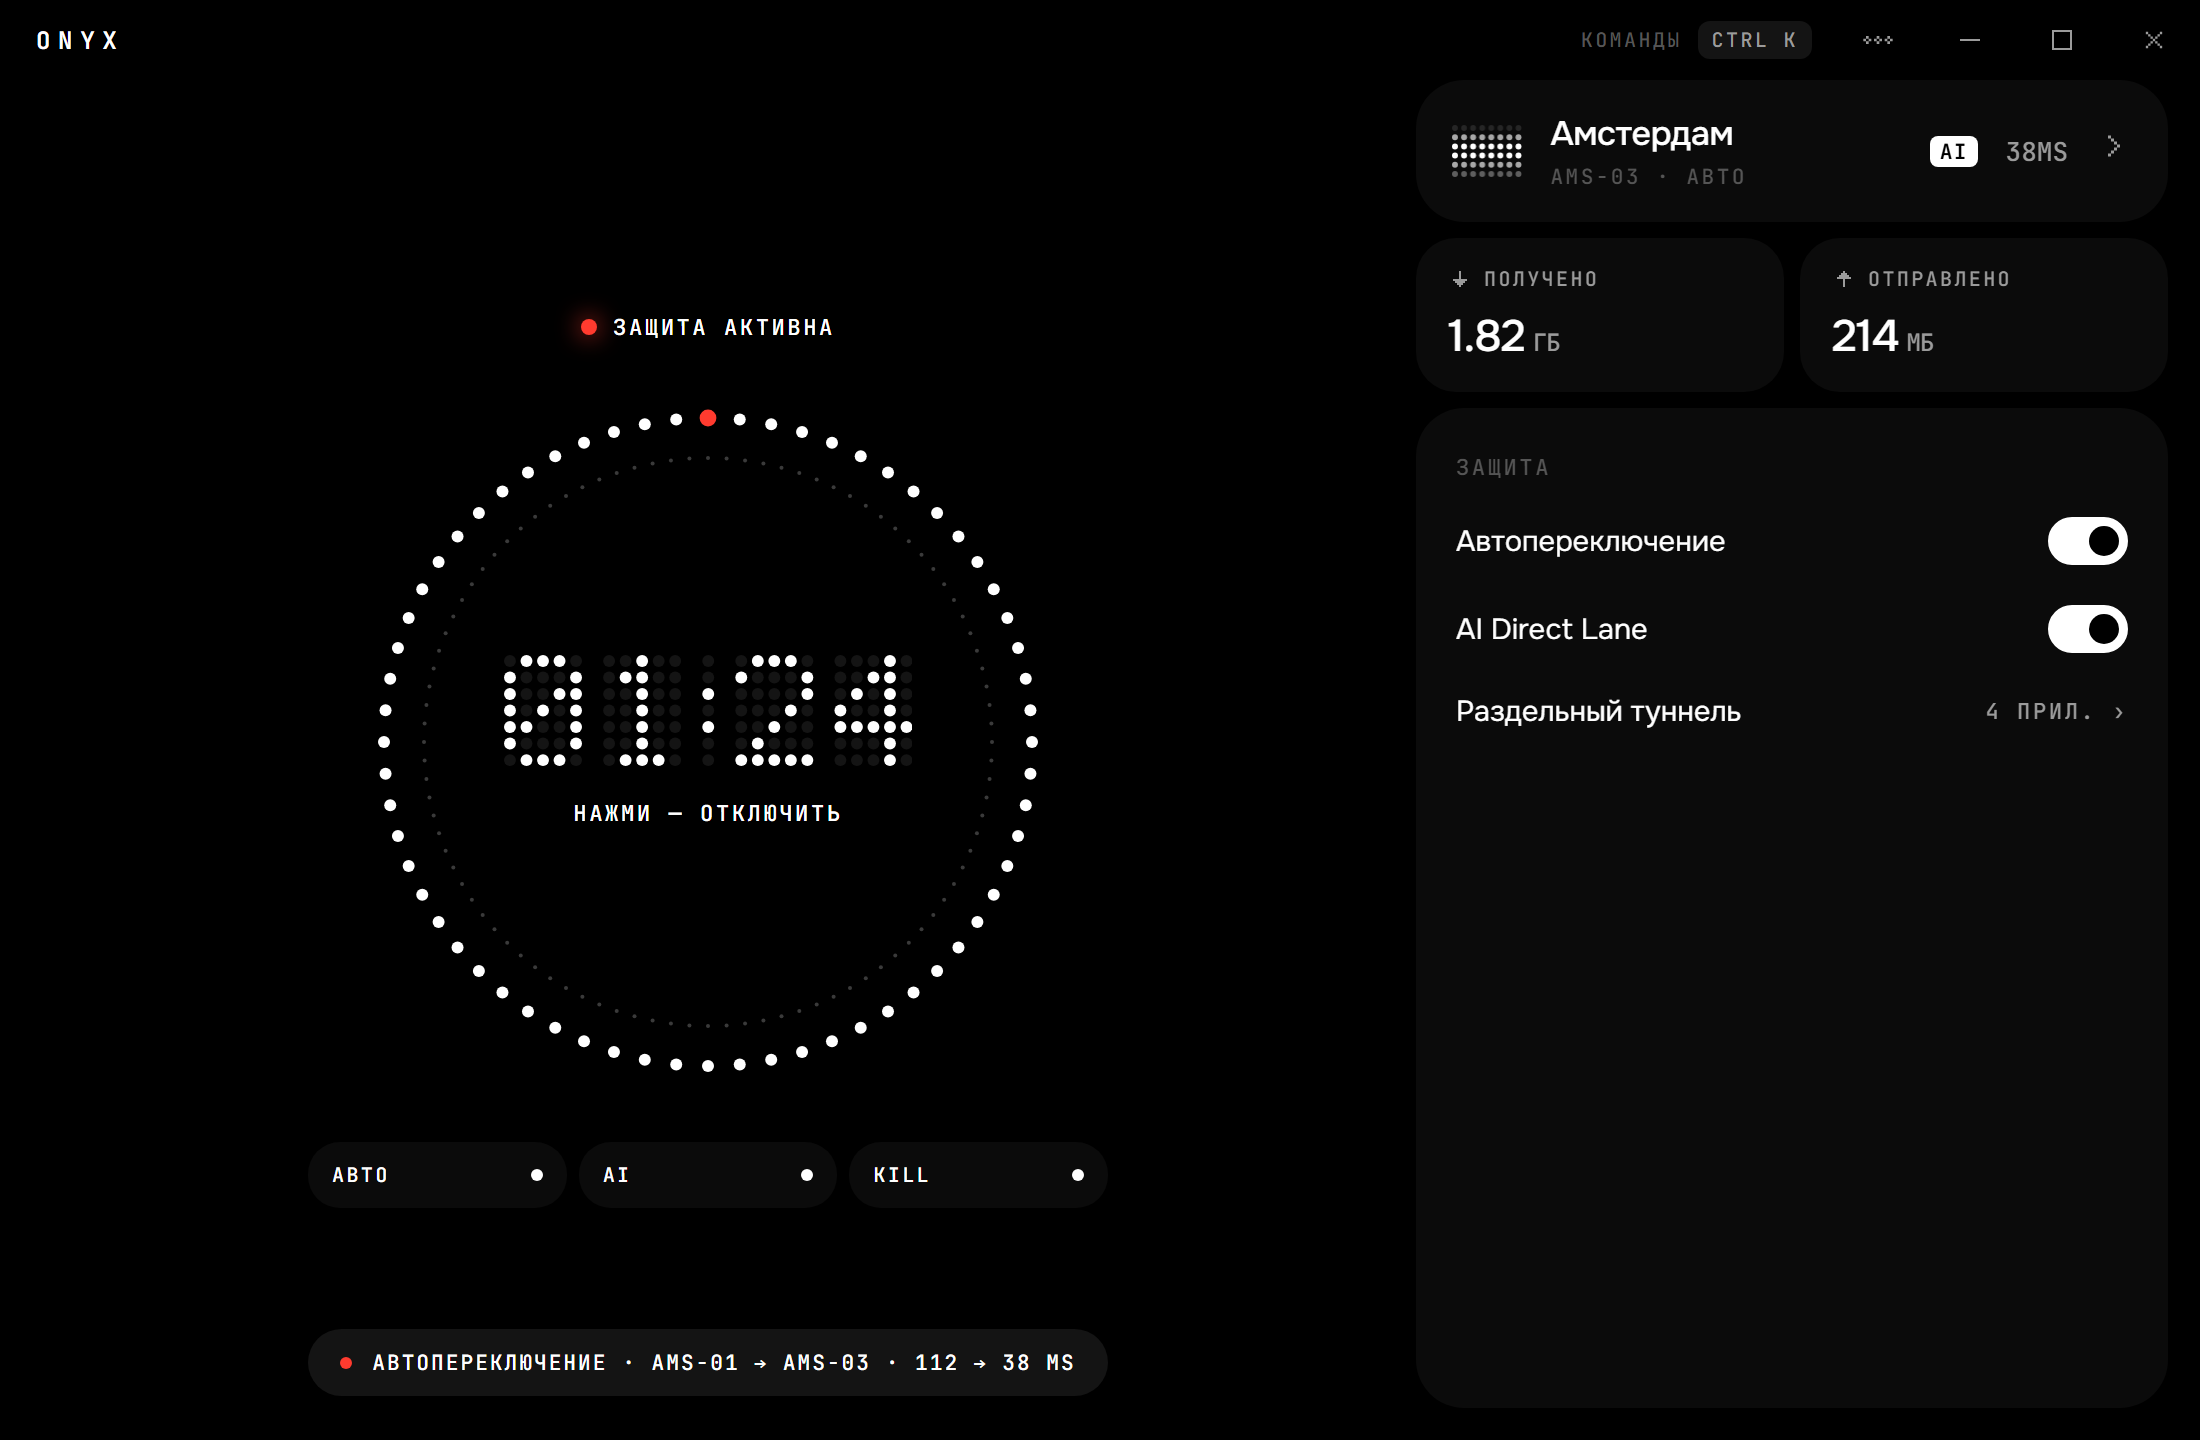 ONYX
КОМАНДЫ CTRL K
Амстердам
AMS-03 · АВТО
AI 38MS
ПОЛУЧЕНО
1.82 ГБ
ОТПРАВЛЕНО
214 МБ
ЗАЩИТА АКТИВНА
01:24
НАЖМИ — ОТКЛЮЧИТЬ
АВТО
AI
KILL
АВТОПЕРЕКЛЮЧЕНИЕ · AMS-01 → AMS-03 · 112 → 38 MS
ЗАЩИТА
Автопереключение
AI Direct Lane
Раздельный туннель 4 ПРИЛ. ›